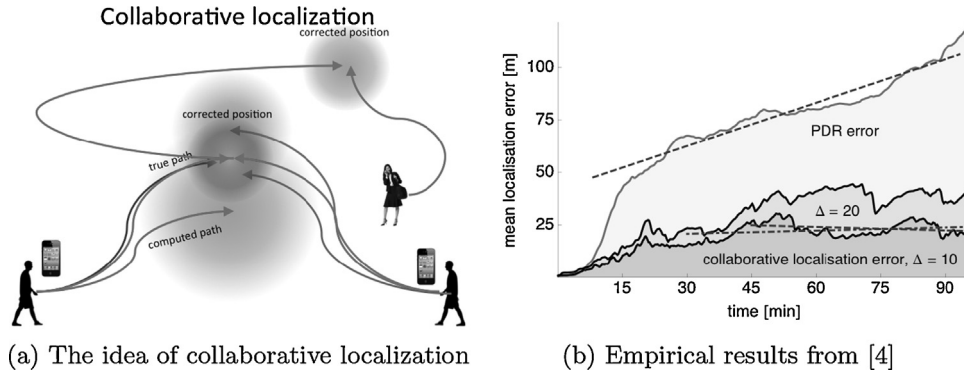 Collaborative localization
corrected position
corrected position
true path
computed path
(a) The idea of collaborative localization
mean localisation error [m]
100
75
50
25
PDR error
Δ = 20
collaborative localisation error, Δ = 10
15 30 45 60 75 90
time [min]
(b) Empirical results from [4]